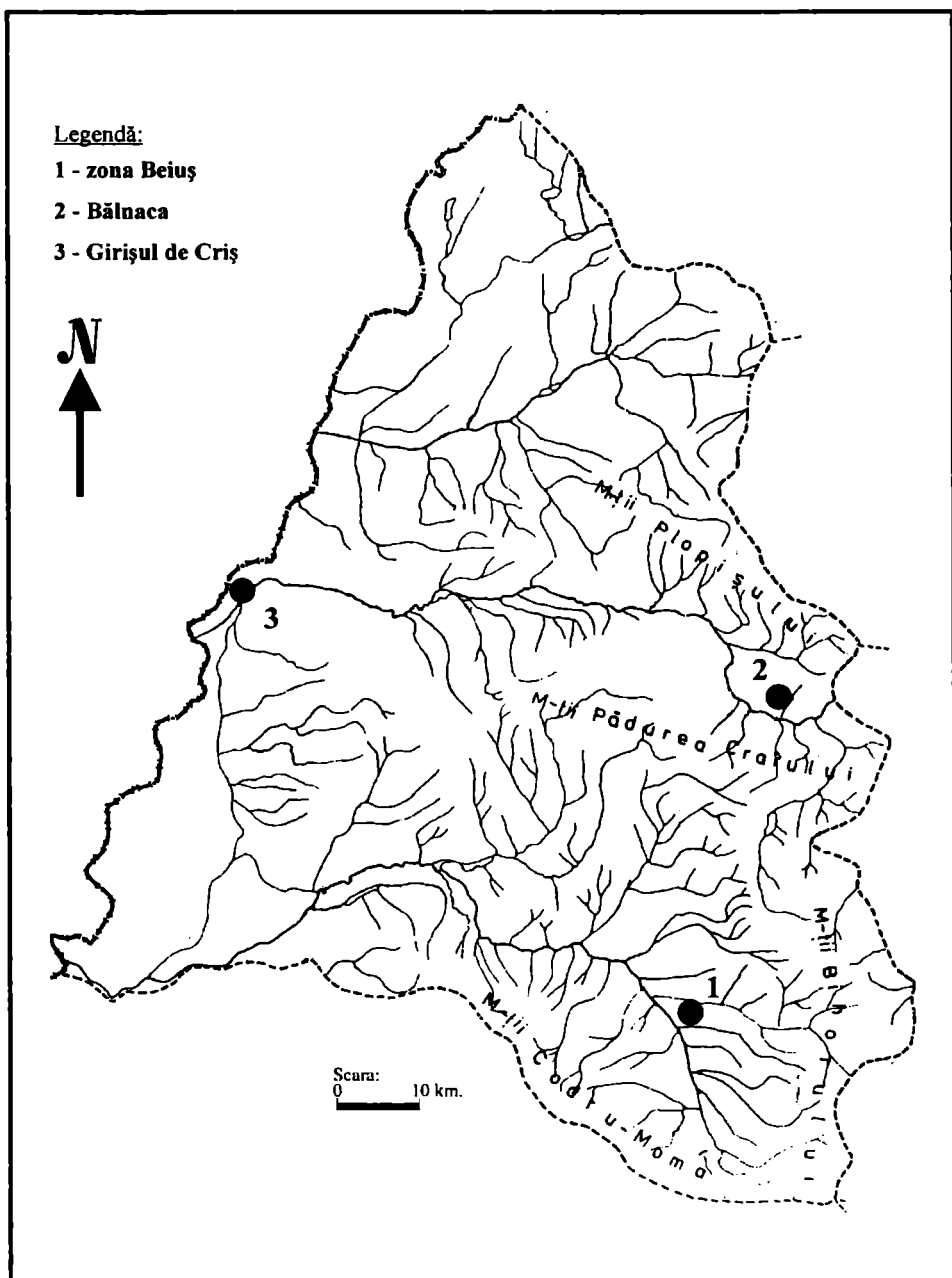 Legendă:
1 - zona Beiuş
2 - Bălnaca
3 - Girişul de Criş
N
M-ţii Plopişului
3
2
M-ţii Pădurea Craiului
M-ţii Bihorului
1
M-ţii Codru-Moma
Scara:
0 10 km.